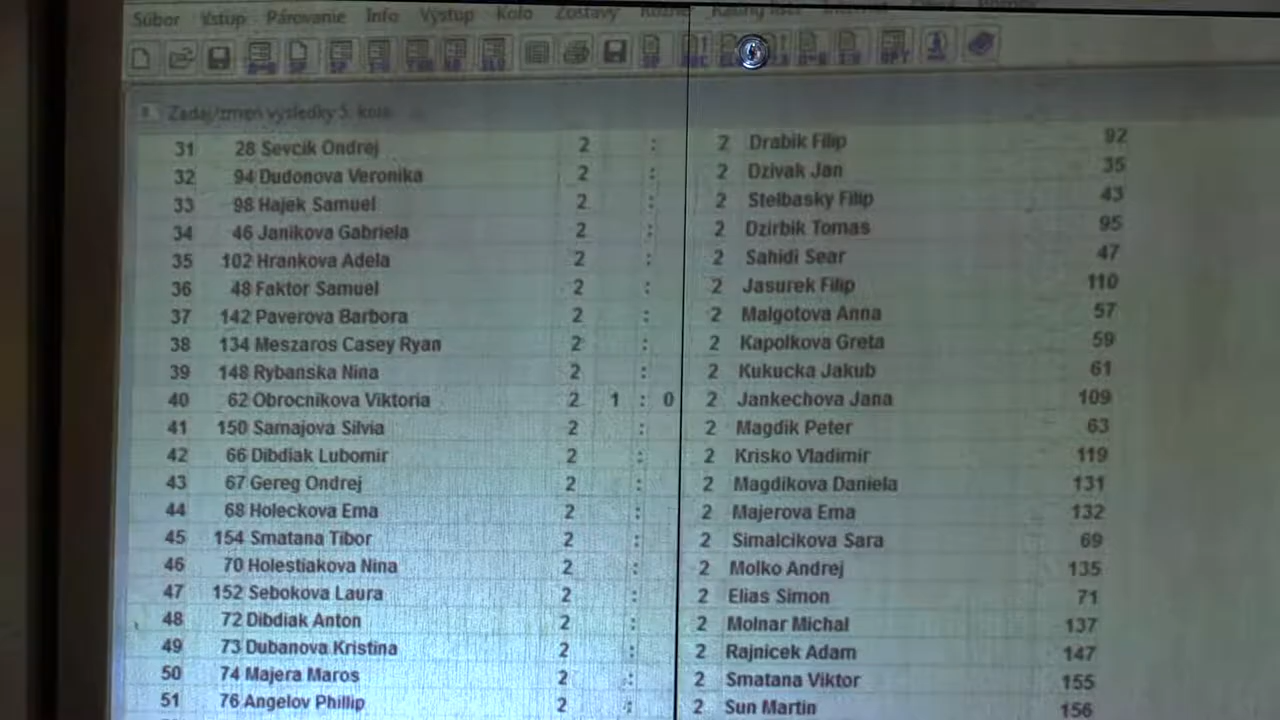 Súbor Vstup Párovanie Info Výstup Kolo Zostavy Rôzne Rating listy Internet
Zadaj/zmeň výsledky 5. kolo
31 28 Sevcik Ondrej 2 : 2 Drabik Filip 92
32 94 Dudonova Veronika 2 : 2 Dzivak Jan 35
33 98 Hajek Samuel 2 : 2 Stelbasky Filip 43
34 46 Janikova Gabriela 2 : 2 Dzirbik Tomas 95
35 102 Hrankova Adela 2 : 2 Sahidi Sear 47
36 48 Faktor Samuel 2 : 2 Jasurek Filip 110
37 142 Paverova Barbora 2 : 2 Malgotova Anna 57
38 134 Meszaros Casey Ryan 2 : 2 Kapolkova Greta 59
39 148 Rybanska Nina 2 : 2 Kukucka Jakub 61
40 62 Obrocnikova Viktoria 2 1 : 0 2 Jankechova Jana 109
41 150 Samajova Silvia 2 : 2 Magdik Peter 63
42 66 Dibdiak Lubomir 2 : 2 Krisko Vladimir 119
43 67 Gereg Ondrej 2 : 2 Magdikova Daniela 131
44 68 Holeckova Ema 2 : 2 Majerova Ema 132
45 154 Smatana Tibor 2 : 2 Simalcikova Sara 69
46 70 Holestiakova Nina 2 : 2 Molko Andrej 135
47 152 Sebokova Laura 2 : 2 Elias Simon 71
48 72 Dibdiak Anton 2 : 2 Molnar Michal 137
49 73 Dubanova Kristina 2 : 2 Rajnicek Adam 147
50 74 Majera Maros 2 : 2 Smatana Viktor 155
51 76 Angelov Phillip 2 : 2 Sun Martin 156